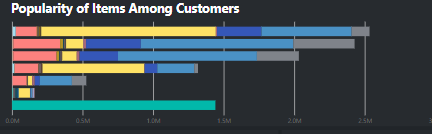 Popularity of Items Among Customers
0.0M 0.5M 1.0M 1.5M 2.0M 2.5M